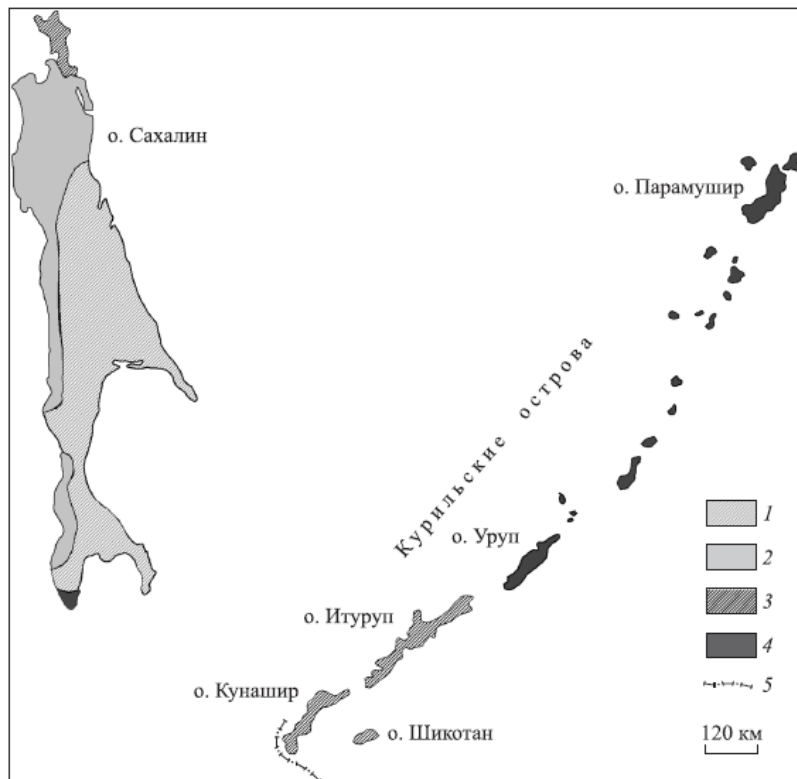 о. Сахалин
о. Парамушир
Курильские острова
о. Уруп
о. Итуруп
о. Кунашир
о. Шикотан
1
2
3
4
5
120 км